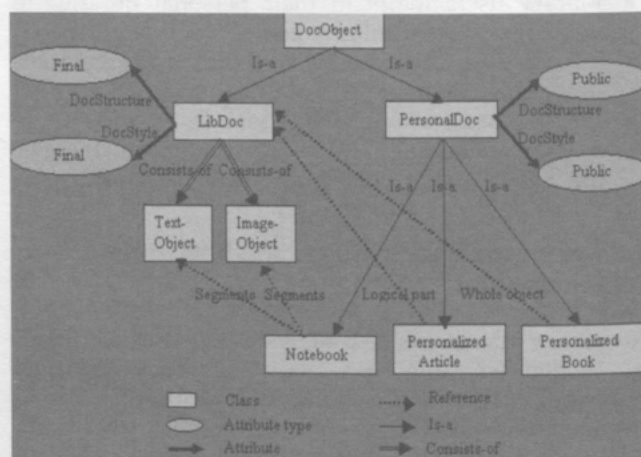 DocObject
Final
Is-a
Is-a
Public
DocStructure
DocStructure
LibDoc
PersonalDoc
DocStyle
DocStyle
Final
Public
Consists-of
Consists-of
Is-a
Is-a
Is-a
Text-
Object
Image-
Object
Segments
Segments
Logical part
Whole object
Notebook
Personalized
Article
Personalized
Book
Class
Reference
Attribute type
Is-a
Attribute
Consists-of